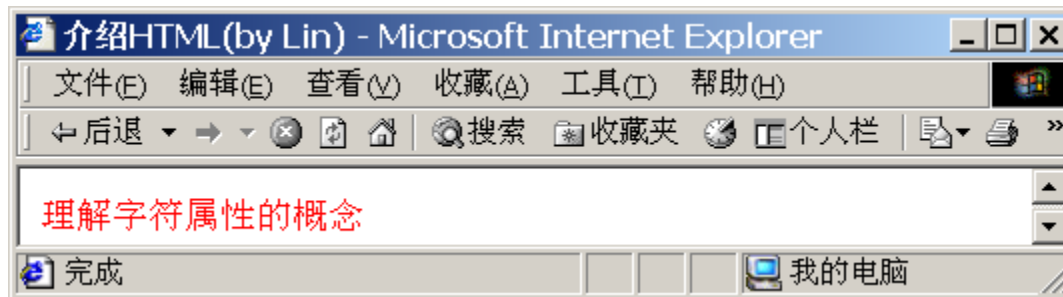 介绍HTML(by Lin) - Microsoft Internet Explorer
文件(F) 编辑(E) 查看(V) 收藏(A) 工具(T) 帮助(H)
后退 搜索 收藏夹 个人栏 »
理解字符属性的概念
完成 我的电脑